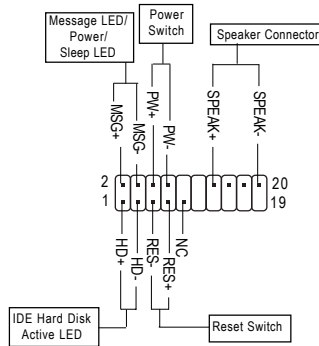 Message LED/
Power/
Sleep LED
Power
Switch
Speaker Connector
MSG+
MSG-
PW+
PW-
SPEAK+
SPEAK-
2
20
1
19
HD+
HD-
RES-
RES+
NC
IDE Hard Disk
Active LED
Reset Switch